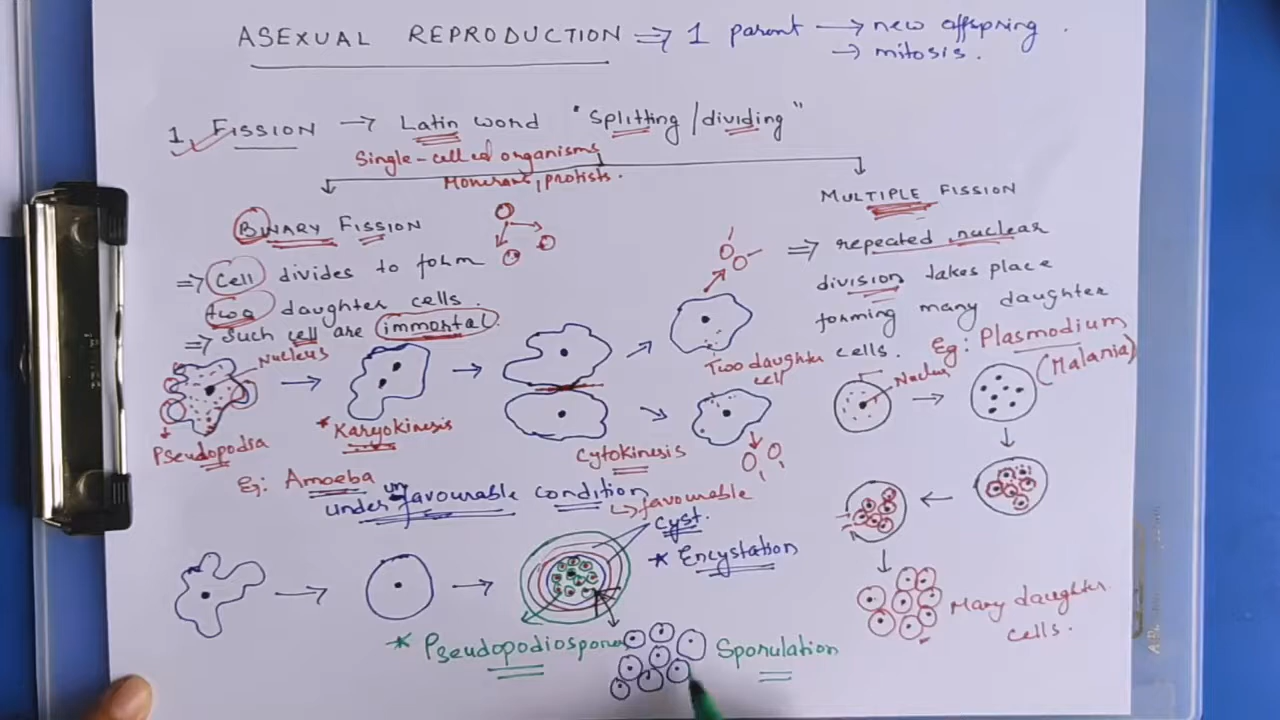 ASEXUAL REPRODUCTION ⇒ 1 parent → new offspring.
→ mitosis.
1. FISSION → Latin word "Splitting/dividing"
Single-celled organisms
Monerans, protists.
BINARY FISSION
⇒ Cell divides to form
two daughter cells.
⇒ Such cell are immortal.
MULTIPLE FISSION
⇒ repeated nuclear
division takes place
forming many daughter
cells. Eg: Plasmodium
(Malaria)
Nucleus
Pseudopodia
* Karyokinesis
Cytokinesis
Two daughter
cell
Nucleus
Eg: Amoeba
under unfavourable condition
↳ favourable
Cyst.
* Encystation
* Pseudopodiospore
Sporulation
Many daughter
cells.